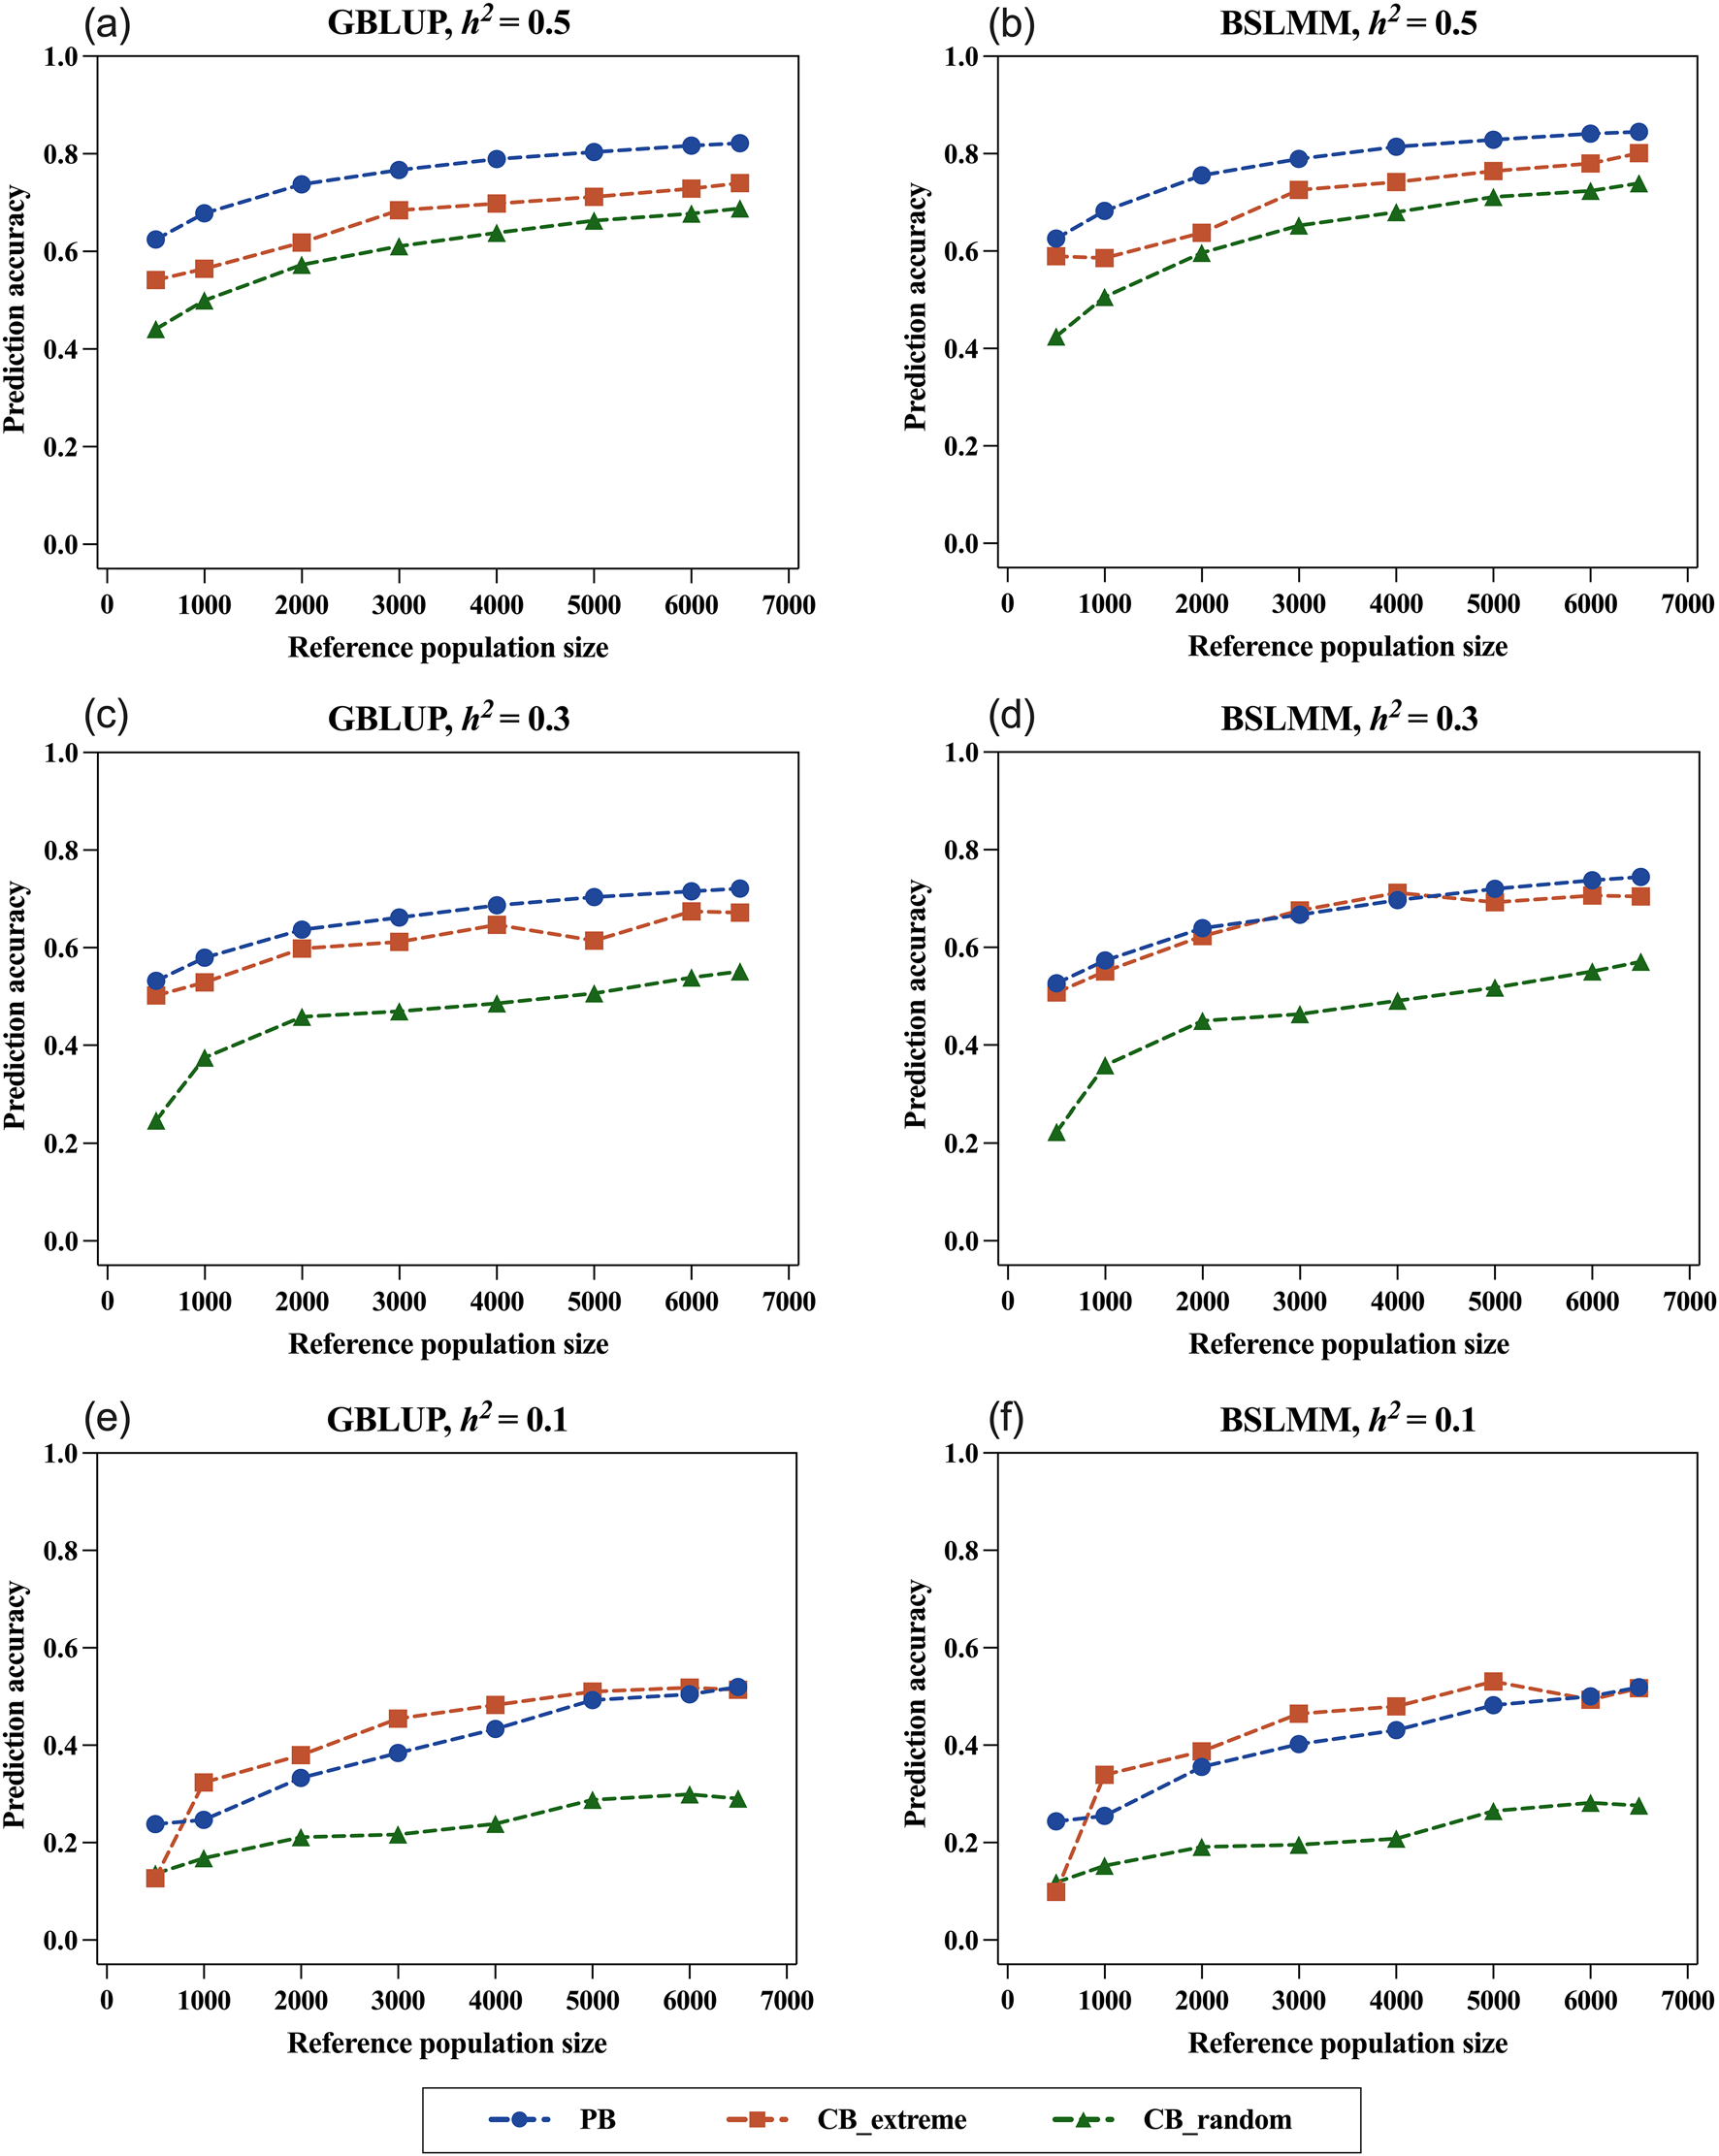 (a) GBLUP, h² = 0.5
1.0
0.8
0.6
0.4
0.2
0.0
Prediction accuracy
0 1000 2000 3000 4000 5000 6000 7000
Reference population size
(b) BSLMM, h² = 0.5
1.0
0.8
0.6
0.4
0.2
0.0
Prediction accuracy
0 1000 2000 3000 4000 5000 6000 7000
Reference population size
(c) GBLUP, h² = 0.3
1.0
0.8
0.6
0.4
0.2
0.0
Prediction accuracy
0 1000 2000 3000 4000 5000 6000 7000
Reference population size
(d) BSLMM, h² = 0.3
1.0
0.8
0.6
0.4
0.2
0.0
Prediction accuracy
0 1000 2000 3000 4000 5000 6000 7000
Reference population size
(e) GBLUP, h² = 0.1
1.0
0.8
0.6
0.4
0.2
0.0
Prediction accuracy
0 1000 2000 3000 4000 5000 6000 7000
Reference population size
(f) BSLMM, h² = 0.1
1.0
0.8
0.6
0.4
0.2
0.0
Prediction accuracy
0 1000 2000 3000 4000 5000 6000 7000
Reference population size
PB CB_extreme CB_random